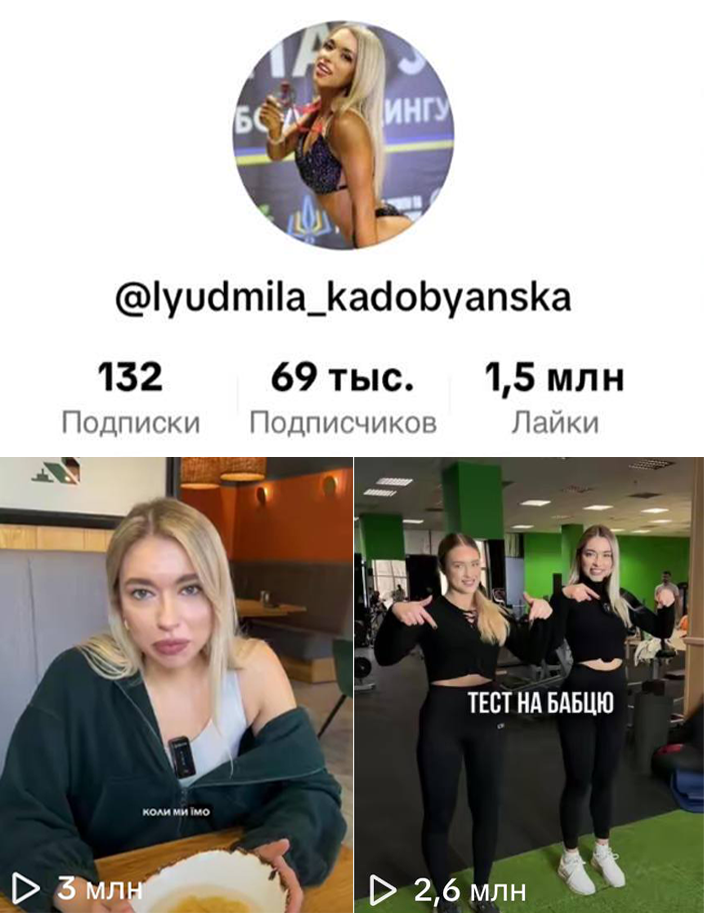 @lyudmila_kadobyanska
132
69 тыс.
1,5 млн
Подписки
Подписчиков
Лайки
КОЛИ МИ ЇМО
3 млн
ТЕСТ НА БАБЦЮ
2,6 млн